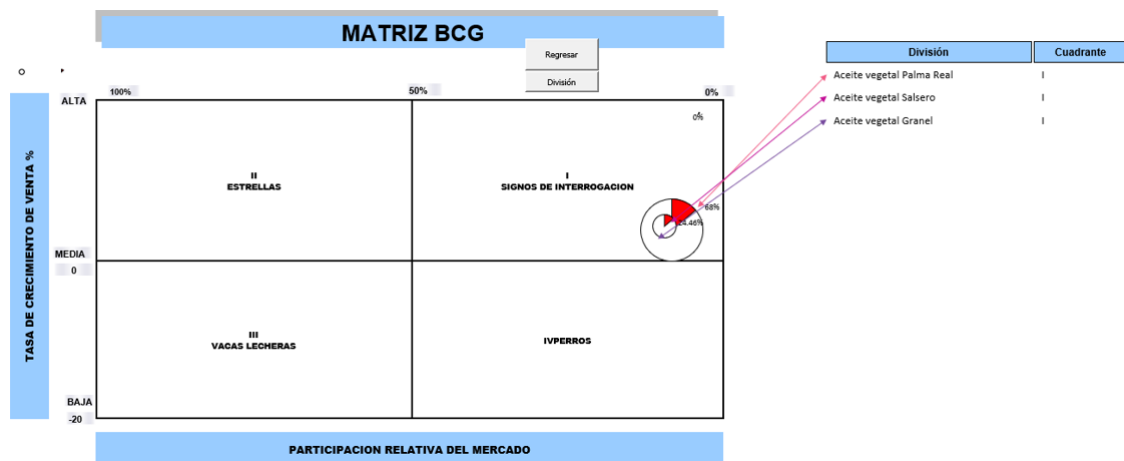 MATRIZ BCG
Regresar
División
División Cuadrante
Aceite vegetal Palma Real I
Aceite vegetal Salsero I
Aceite vegetal Granel I
100% 50% 0%
ALTA
0%
II
ESTRELLAS
I
SIGNOS DE INTERROGACION
68%
24.46%
TASA DE CRECIMIENTO DE VENTA %
MEDIA
0
III
VACAS LECHERAS
IVPERROS
BAJA
-20
PARTICIPACION RELATIVA DEL MERCADO